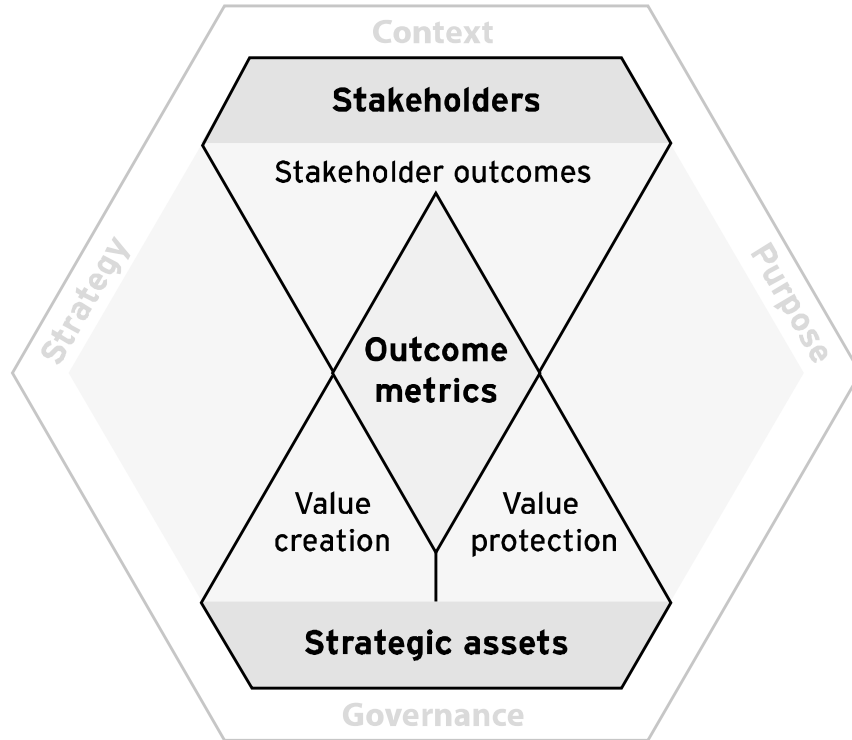 Context
Stakeholders
Stakeholder outcomes
Strategy
Purpose
Outcome
metrics
Value
creation
Value
protection
Strategic assets
Governance